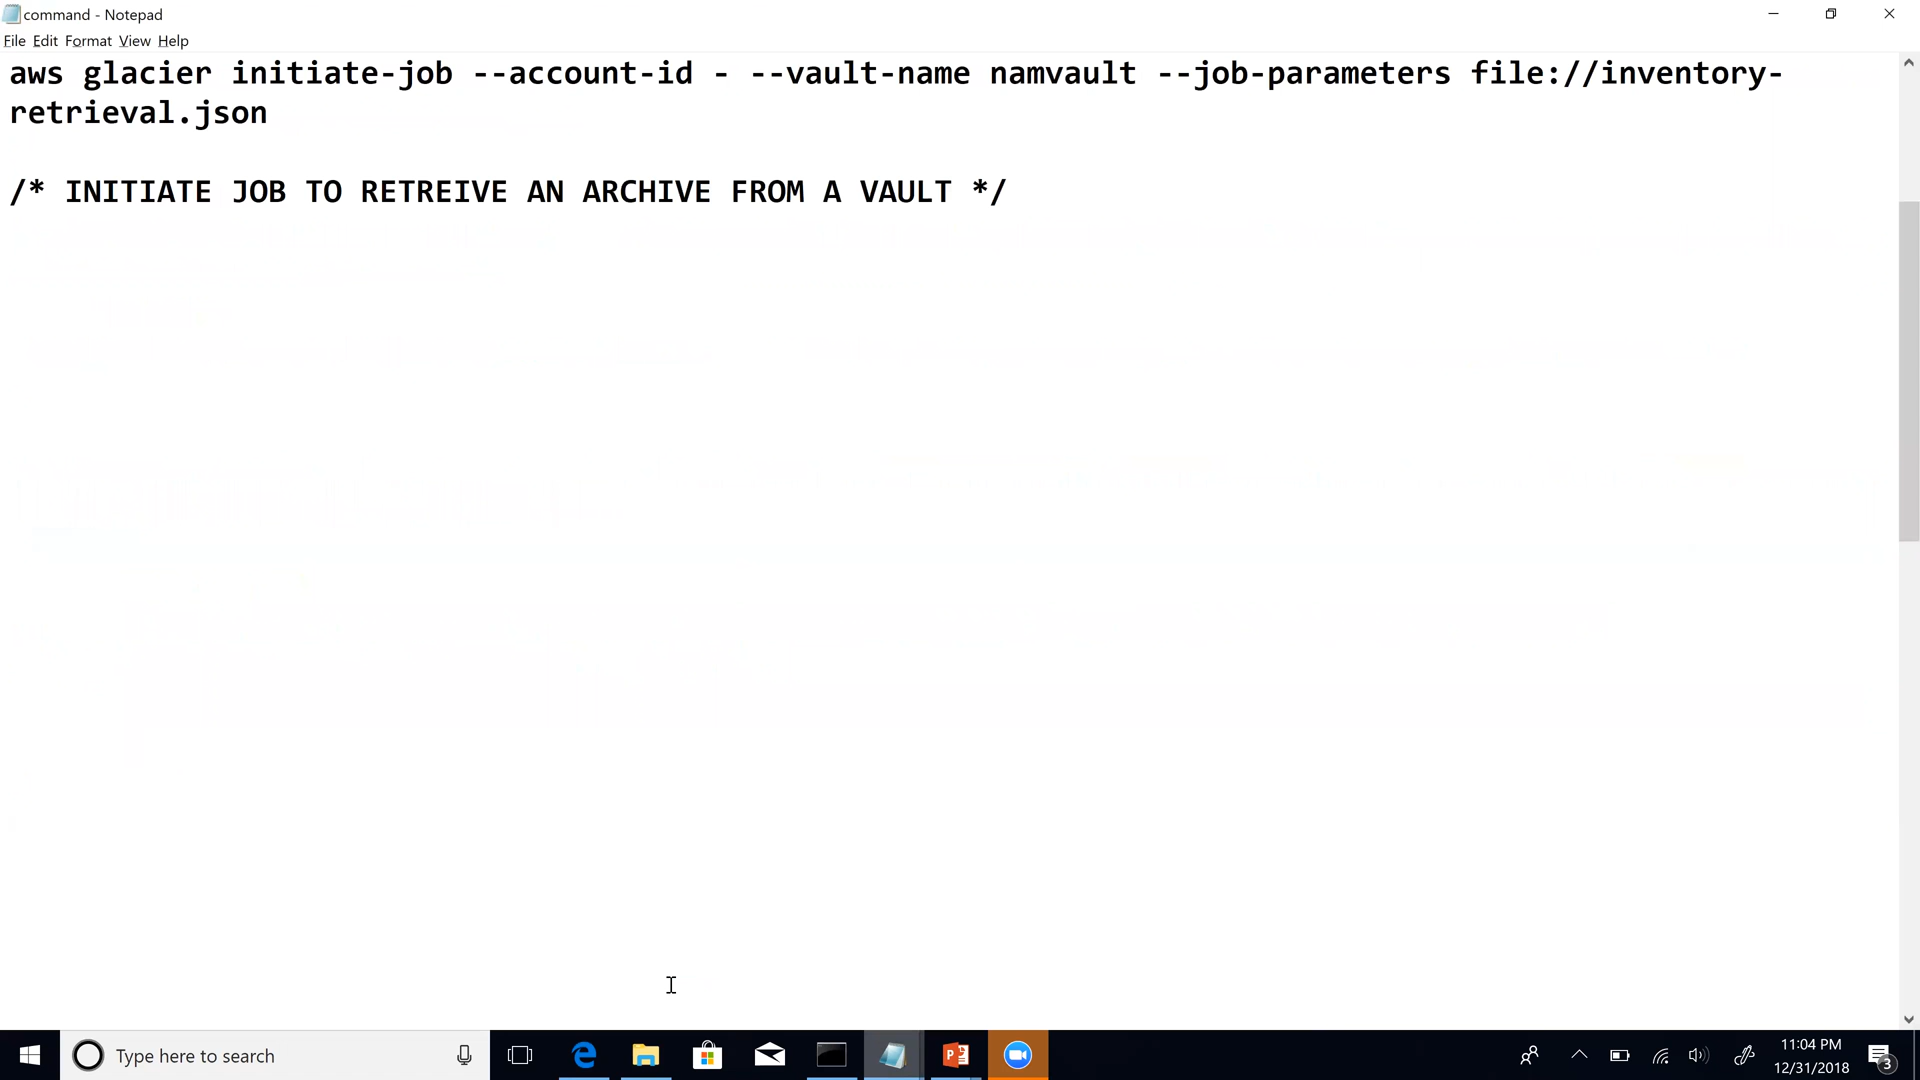 command - Notepad
File Edit Format View Help
aws glacier initiate-job --account-id - --vault-name namvault --job-parameters file://inventory-
retrieval.json
/* INITIATE JOB TO RETREIVE AN ARCHIVE FROM A VAULT */
Type here to search
11:04 PM
12/31/2018
3